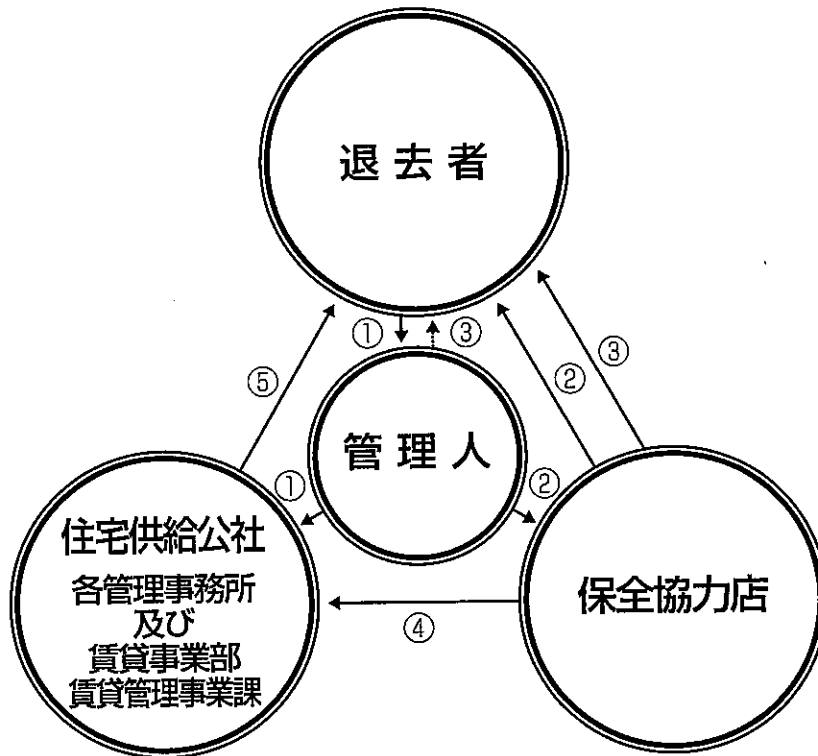 退去者
①
③
⑤
②
③
管理人
①
②
住宅供給公社
各管理事務所
及び
賃貸事業部
賃貸管理事業課
保全協力店
④